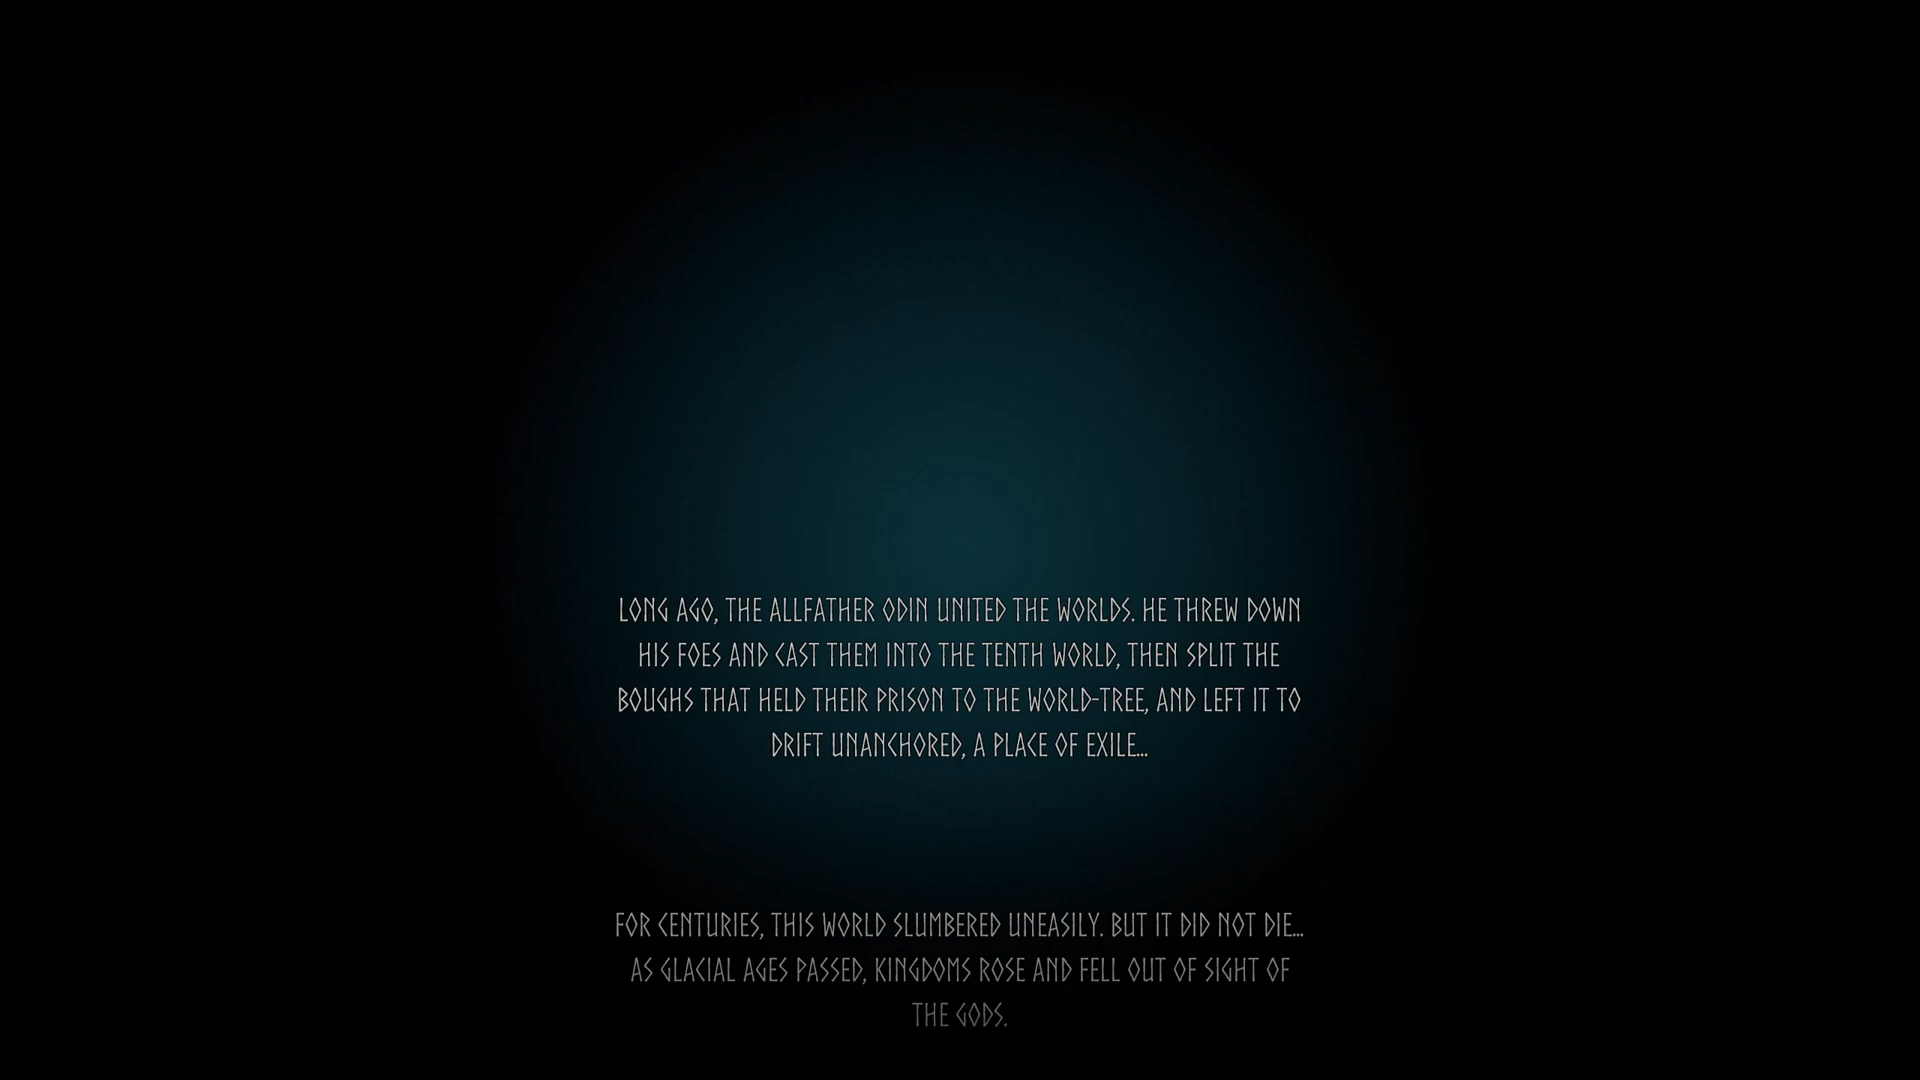 LONG AGO, THE ALLFATHER ODIN UNITED THE WORLDS. HE THREW DOWN
HIS FOES AND CAST THEM INTO THE TENTH WORLD, THEN SPLIT THE
BOUGHS THAT HELD THEIR PRISON TO THE WORLD-TREE, AND LEFT IT TO
DRIFT UNANCHORED, A PLACE OF EXILE...
FOR CENTURIES, THIS WORLD SLUMBERED UNEASILY. BUT IT DID NOT DIE...
AS GLACIAL AGES PASSED, KINGDOMS ROSE AND FELL OUT OF SIGHT OF
THE GODS.